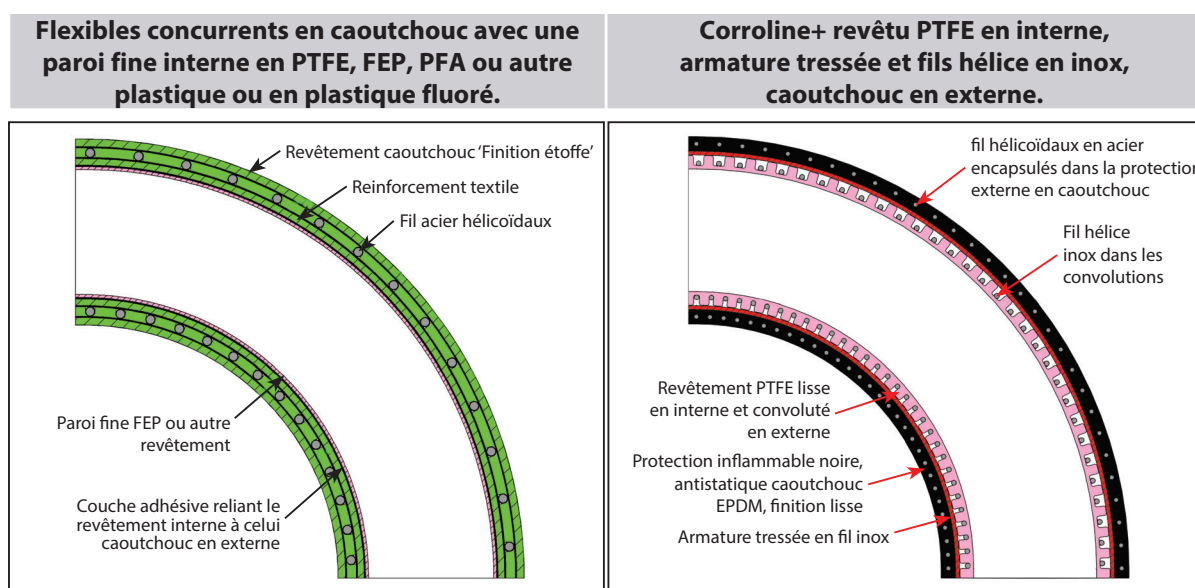 Flexibles concurrents en caoutchouc avec une
paroi fine interne en PTFE, FEP, PFA ou autre
plastique ou en plastique fluoré.
Corroline+ revêtu PTFE en interne,
armature tressée et fils hélice en inox,
caoutchouc en externe.
Revêtement caoutchouc ‘Finition étoffe’
Reinforcement textile
Fil acier hélicoïdaux
Paroi fine FEP ou autre
revêtement
Couche adhésive reliant le
revêtement interne à celui
caoutchouc en externe
fil hélicoïdaux en acier
encapsulés dans la protection
externe en caoutchouc
Fil hélice
inox dans les
convolutions
Revêtement PTFE lisse
en interne et convoluté
en externe
Protection inflammable noire,
antistatique caoutchouc
EPDM, finition lisse
Armature tressée en fil inox